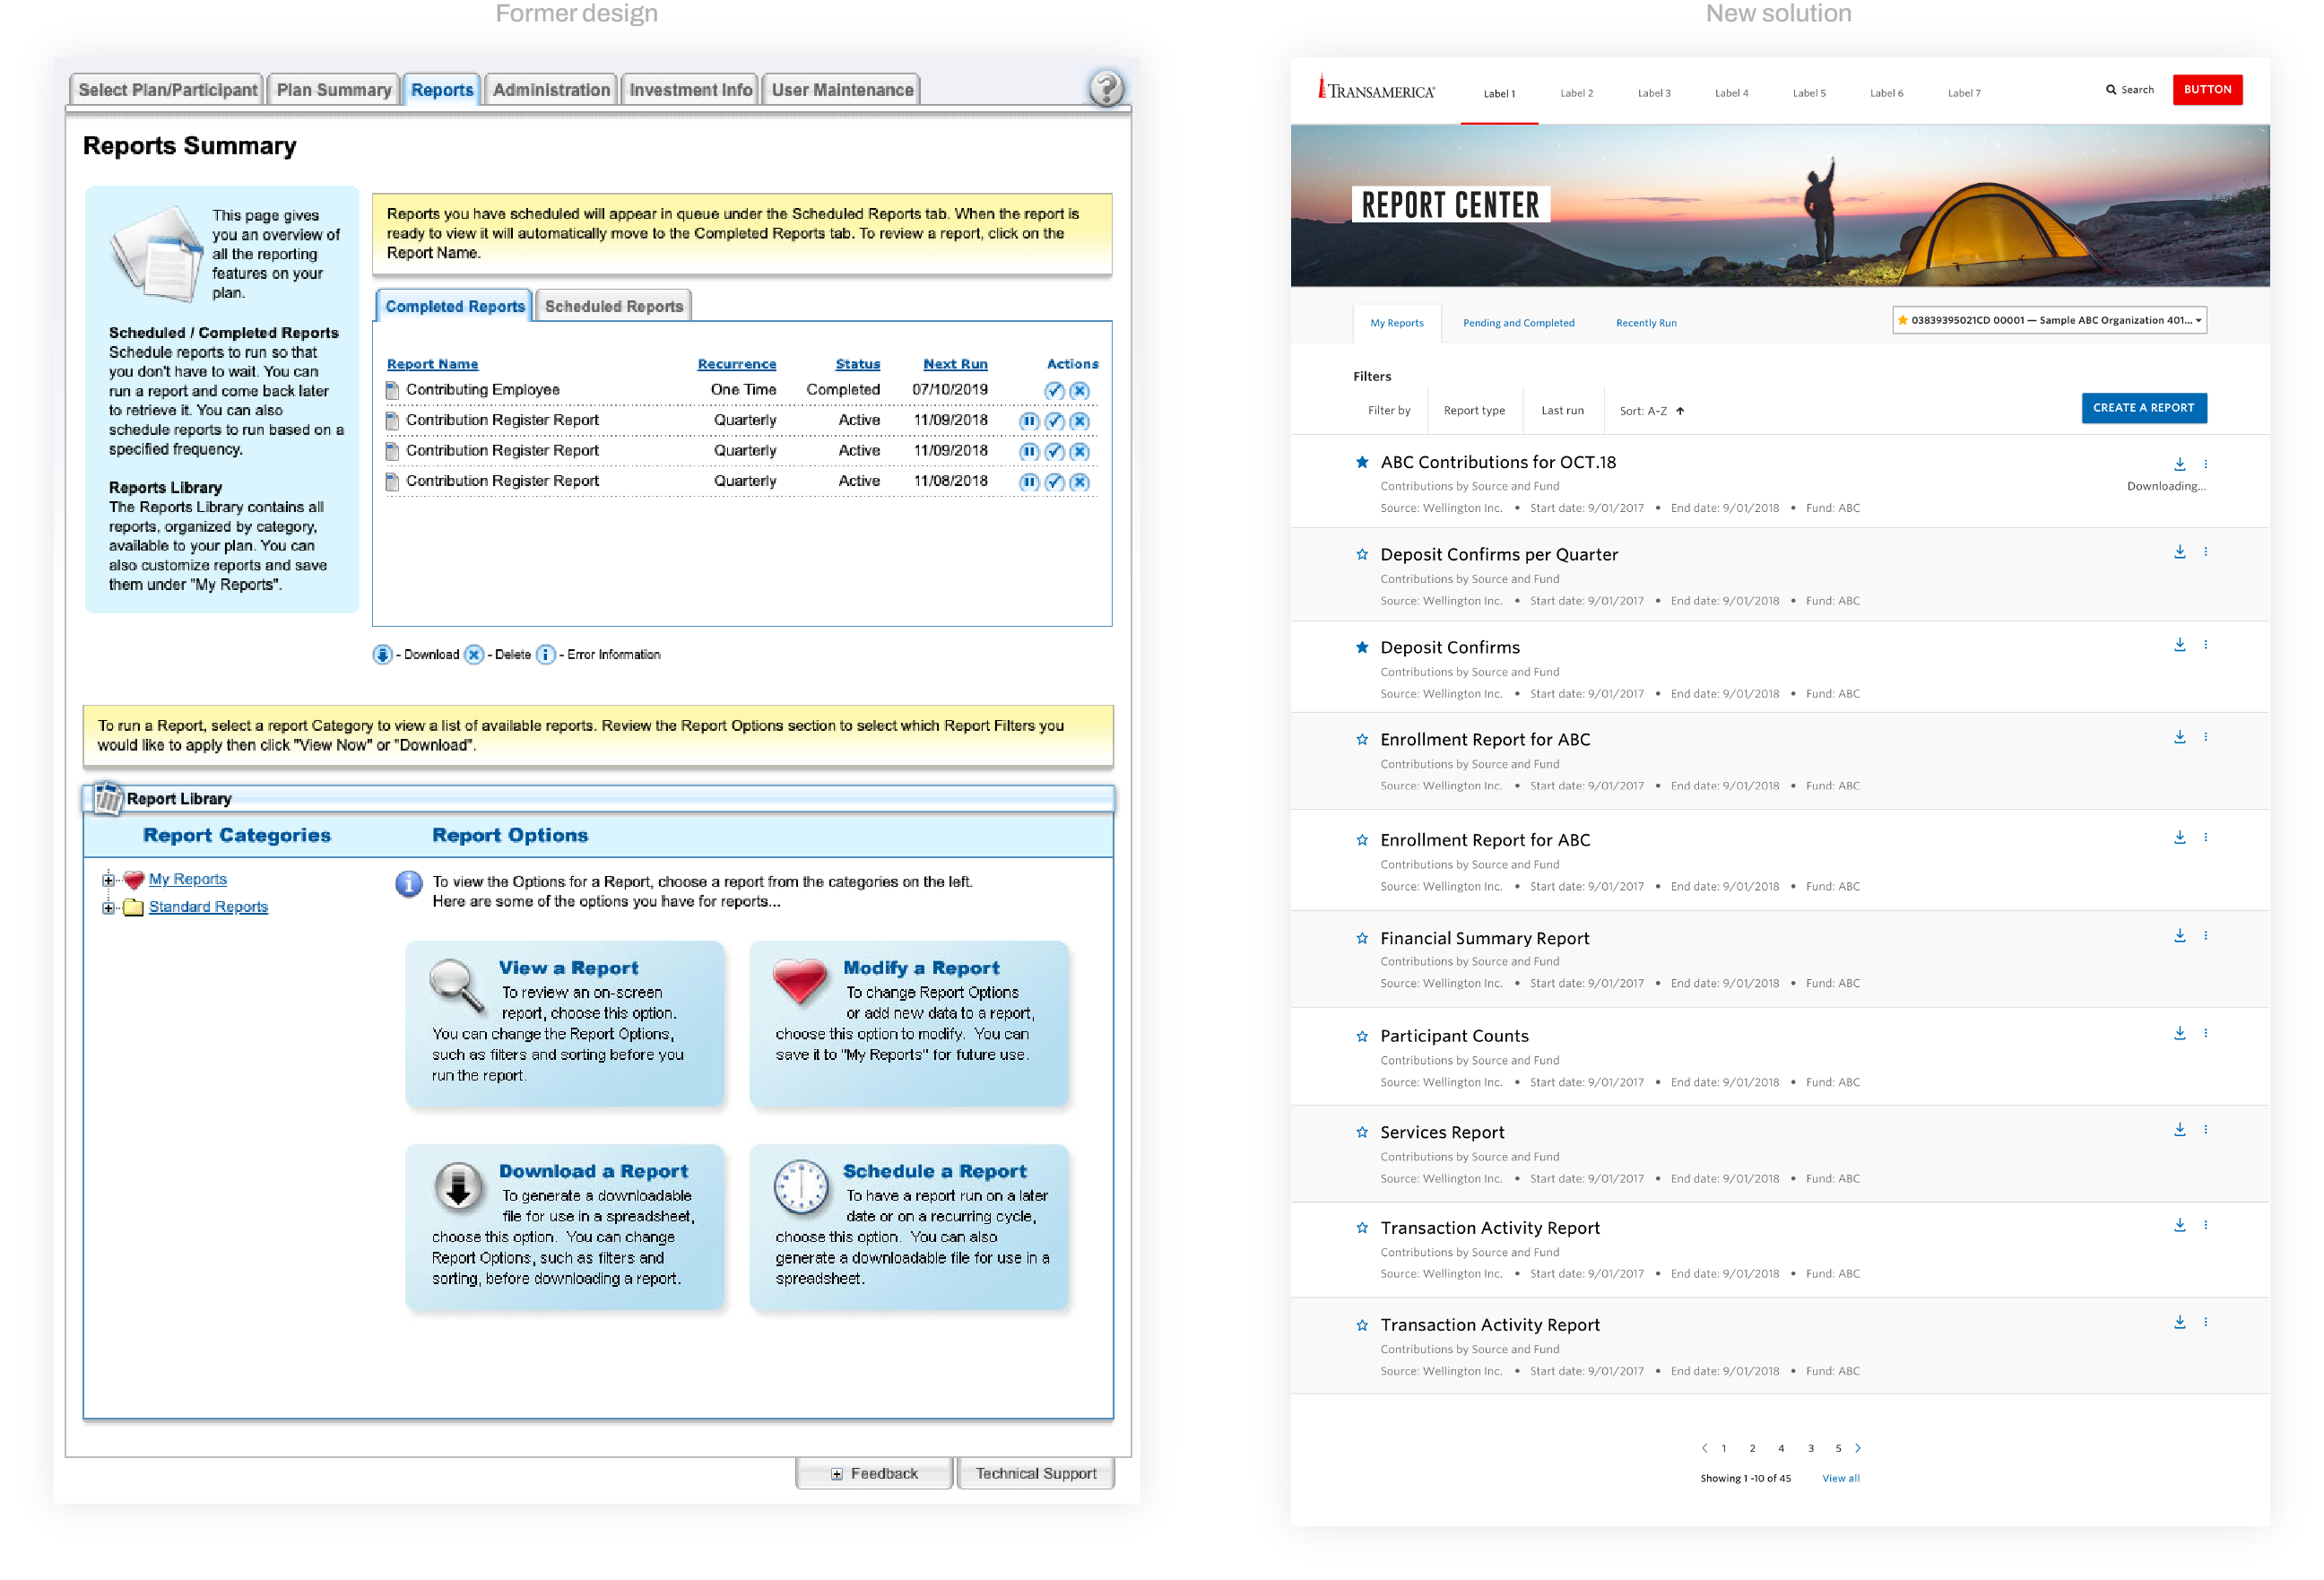 Former design
New solution
Select Plan/Participant
Plan Summary
Reports
Administration
Investment Info
User Maintenance
?
Reports Summary
This page gives
you an overview of
all the reporting
features on your
plan.
Scheduled / Completed Reports
Schedule reports to run so that
you don't have to wait. You can
run a report and come back later
to retrieve it. You can also
schedule reports to run based on a
specified frequency.
Reports Library
The Reports Library contains all
reports, organized by category,
available to your plan. You can
also customize reports and save
them under "My Reports".
Reports you have scheduled will appear in queue under the Scheduled Reports tab. When the report is
ready to view it will automatically move to the Completed Reports tab. To review a report, click on the
Report Name.
Completed Reports
Scheduled Reports
Report Name Recurrence Status Next Run Actions
Contributing Employee One Time Completed 07/10/2019
Contribution Register Report Quarterly Active 11/09/2018
Contribution Register Report Quarterly Active 11/09/2018
Contribution Register Report Quarterly Active 11/08/2018
- Download - Delete i - Error Information
To run a Report, select a report Category to view a list of available reports. Review the Report Options section to select which Report Filters you
would like to apply then click "View Now" or "Download".
Report Library
Report Categories
Report Options
My Reports
Standard Reports
i
To view the Options for a Report, choose a report from the categories on the left.
Here are some of the options you have for reports...
View a Report
To review an on-screen
report, choose this option.
You can change the Report Options,
such as filters and sorting before you
run the report.
Modify a Report
To change Report Options
or add new data to a report,
choose this option to modify. You can
save it to "My Reports" for future use.
Download a Report
To generate a downloadable
file for use in a spreadsheet,
choose this option. You can change
Report Options, such as filters and
sorting, before downloading a report.
Schedule a Report
To have a report run on a later
date or on a recurring cycle,
choose this option. You can also
generate a downloadable file for use in a
spreadsheet.
Feedback
Technical Support
TRANSAMERICA®
Label 1
Label 2
Label 3
Label 4
Label 5
Label 6
Label 7
Search
BUTTON
REPORT CENTER
My Reports
Pending and Completed
Recently Run
03839395021CD 00001 — Sample ABC Organization 401...
Filters
Filter by
Report type
Last run
Sort: A-Z
CREATE A REPORT
ABC Contributions for OCT.18
Contributions by Source and Fund
Downloading...
Source: Wellington Inc. • Start date: 9/01/2017 • End date: 9/01/2018 • Fund: ABC
Deposit Confirms per Quarter
Contributions by Source and Fund
Source: Wellington Inc. • Start date: 9/01/2017 • End date: 9/01/2018 • Fund: ABC
Deposit Confirms
Contributions by Source and Fund
Source: Wellington Inc. • Start date: 9/01/2017 • End date: 9/01/2018 • Fund: ABC
Enrollment Report for ABC
Contributions by Source and Fund
Source: Wellington Inc. • Start date: 9/01/2017 • End date: 9/01/2018 • Fund: ABC
Enrollment Report for ABC
Contributions by Source and Fund
Source: Wellington Inc. • Start date: 9/01/2017 • End date: 9/01/2018 • Fund: ABC
Financial Summary Report
Contributions by Source and Fund
Source: Wellington Inc. • Start date: 9/01/2017 • End date: 9/01/2018 • Fund: ABC
Participant Counts
Contributions by Source and Fund
Source: Wellington Inc. • Start date: 9/01/2017 • End date: 9/01/2018 • Fund: ABC
Services Report
Contributions by Source and Fund
Source: Wellington Inc. • Start date: 9/01/2017 • End date: 9/01/2018 • Fund: ABC
Transaction Activity Report
Contributions by Source and Fund
Source: Wellington Inc. • Start date: 9/01/2017 • End date: 9/01/2018 • Fund: ABC
Transaction Activity Report
Contributions by Source and Fund
Source: Wellington Inc. • Start date: 9/01/2017 • End date: 9/01/2018 • Fund: ABC
1 2 4 3 5
Showing 1 -10 of 45
View all